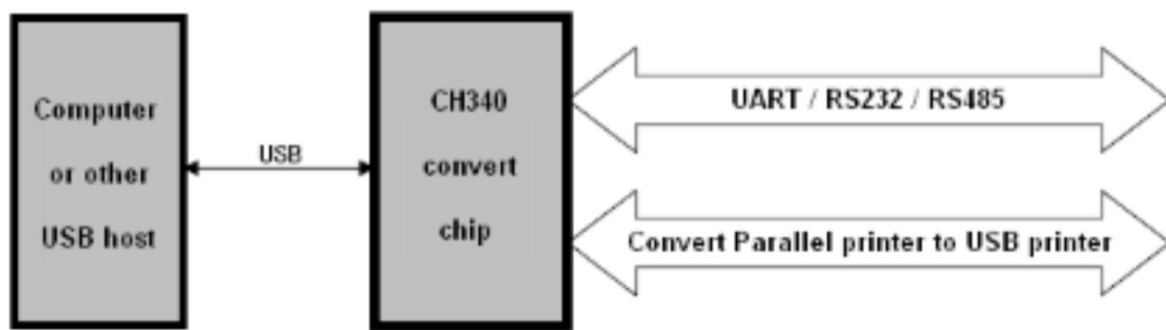 Computer
or other
USB host
USB
CH340
convert
chip
UART / RS232 / RS485
Convert Parallel printer to USB printer